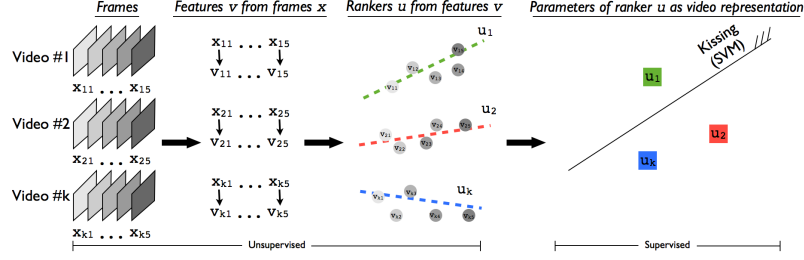 Frames
Features v from frames x
Rankers u from features v
Parameters of ranker u as video representation
Video #1
x11 ... x15
x11 ... x15
v11 ... v15
v11
v12
v13
v14
v15
u1
Kissing
(SVM)
u1
Video #2
x21 ... x25
x21 ... x25
v21 ... v25
v21
v22
v23
v24
v25
u2
u2
Video #k
xk1 ... xk5
xk1 ... xk5
vk1 ... vk5
vk1
vk2
vk3
vk4
vk5
uk
uk
Unsupervised
Supervised